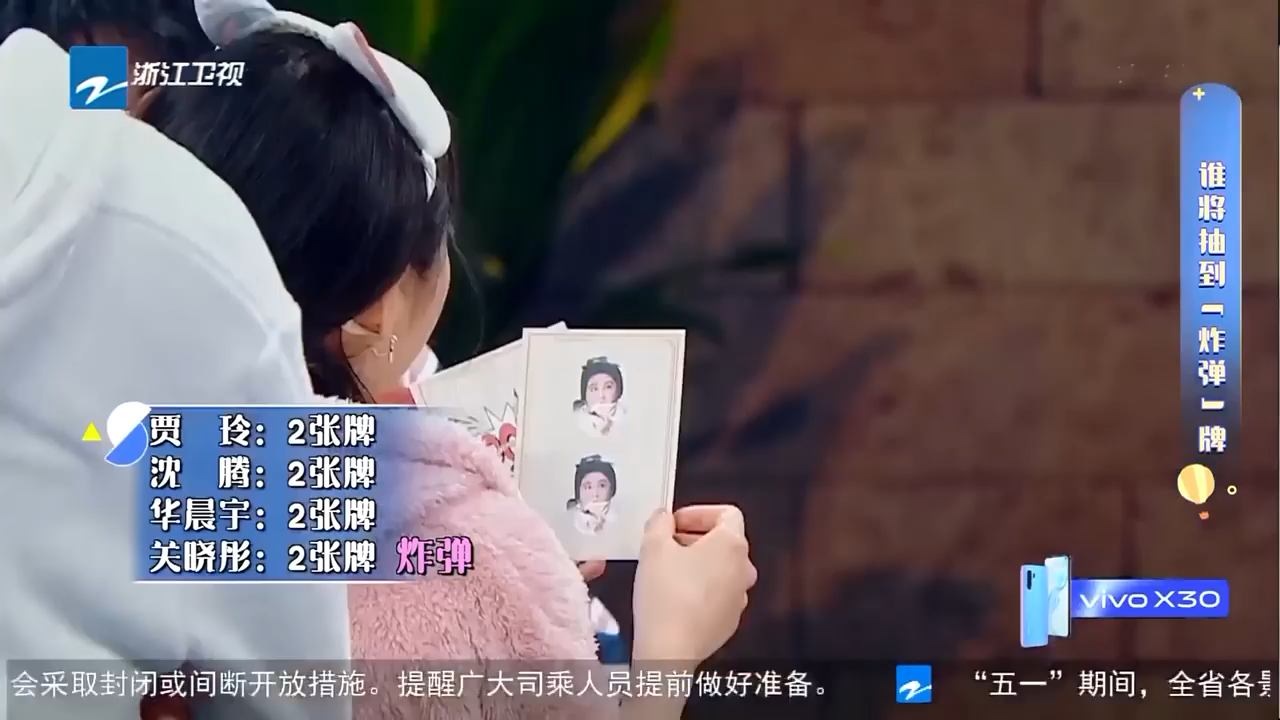 浙江卫视
谁将抽到「炸弹」牌
贾 玲：2张牌
沈 腾：2张牌
华晨宇：2张牌
关晓彤：2张牌 炸弹
vivo X30
会采取封闭或间断开放措施。提醒广大司乘人员提前做好准备。 “五一”期间，全省各景